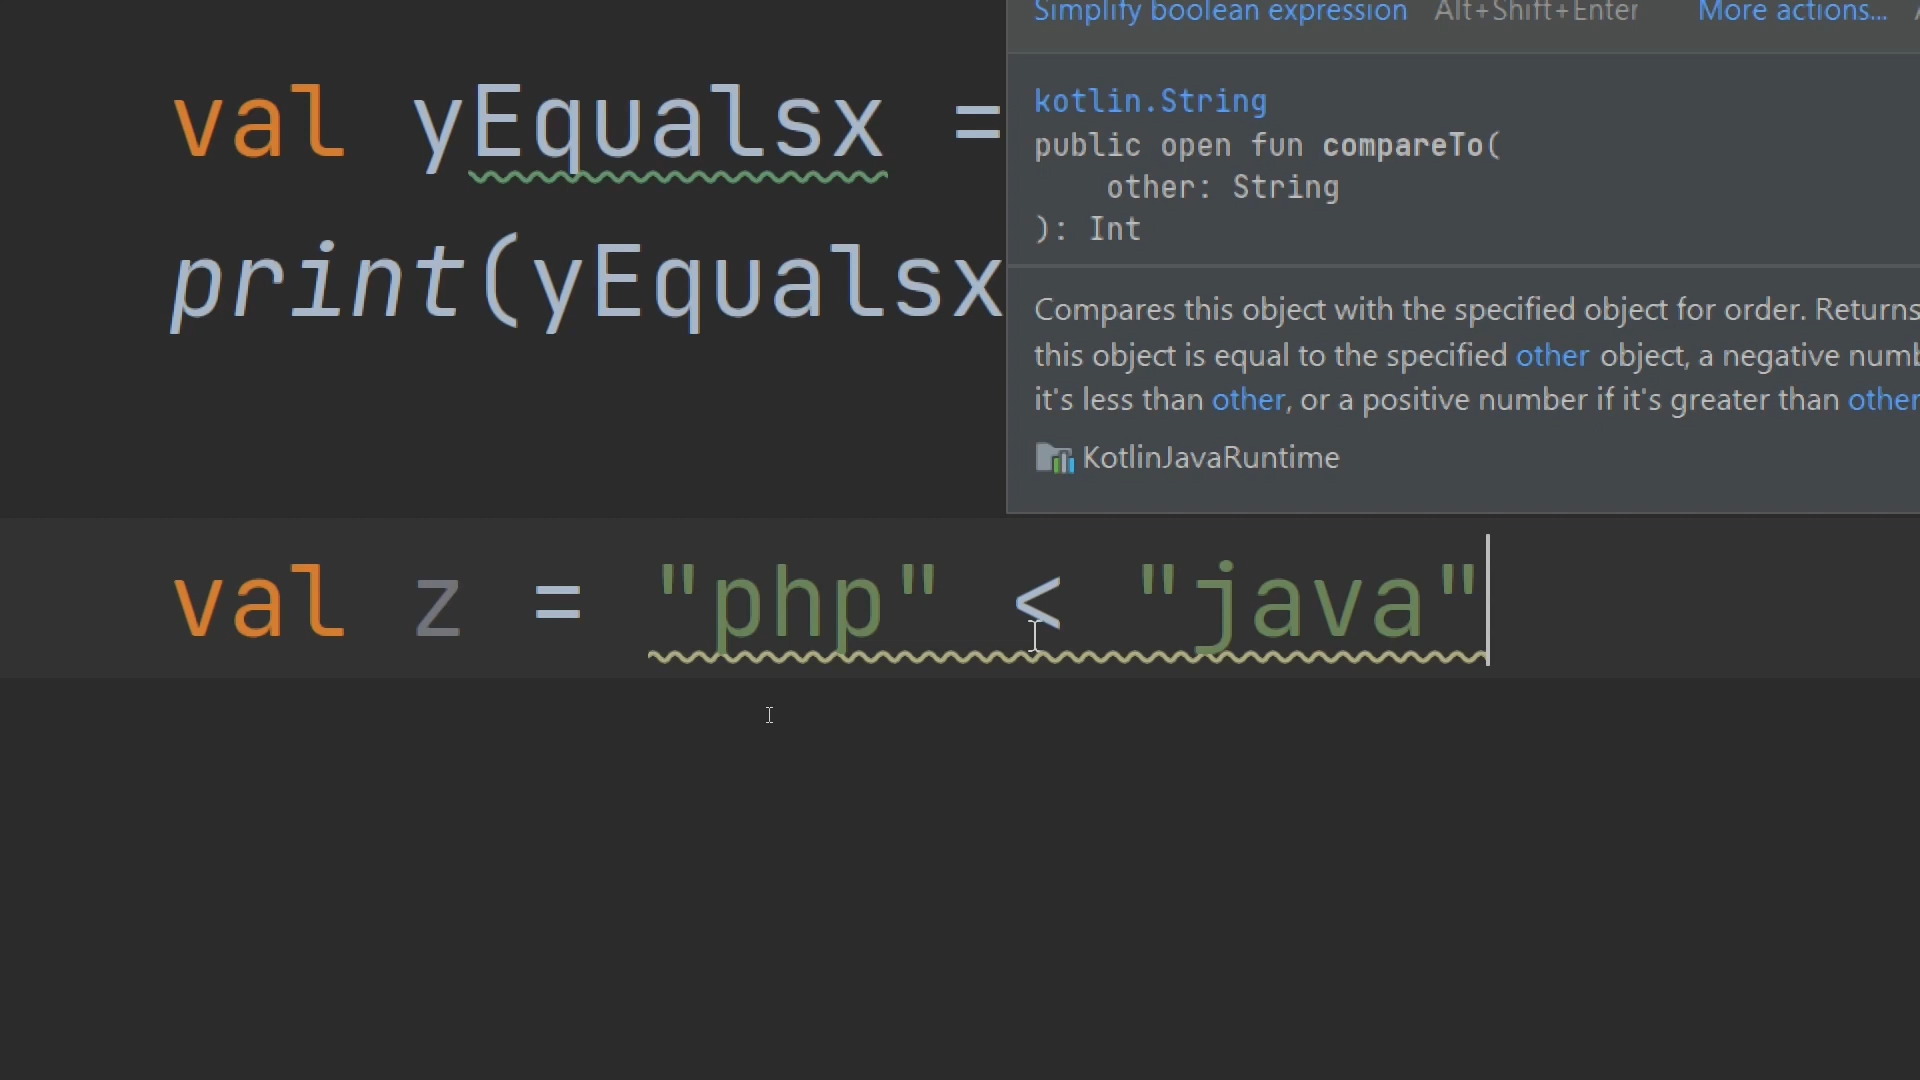 Simplify boolean expression Alt+Shift+Enter More actions...
val yEqualsx =
kotlin.String
public open fun compareTo(
other: String
): Int
print(yEqualsx
Compares this object with the specified object for order. Returns
this object is equal to the specified other object, a negative numb
it's less than other, or a positive number if it's greater than other
KotlinJavaRuntime
val z = "php" < "java"